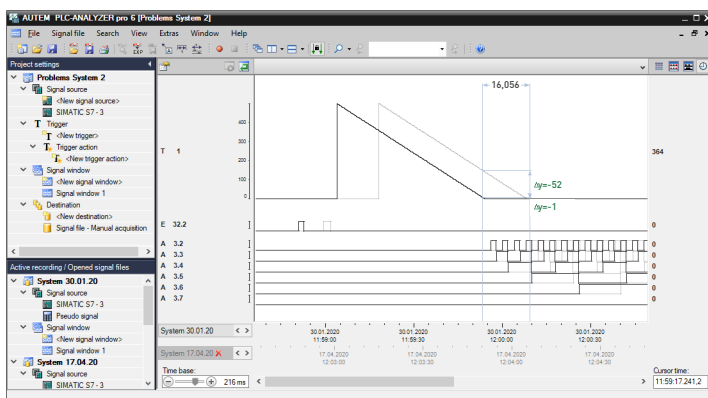 AUTEM PLC-ANALYZER pro 6 [Problems System 2]
File Signal file Search View Extras Window Help
Project settings
Problems System 2
Signal source
<New signal source>
SIMATIC S7 - 3
Trigger
<New trigger>
Trigger action
<New trigger action>
Signal window
<New signal window>
Signal window 1
Destination
<New destination>
Signal file - Manual acquisition
Active recording / Opened signal files
System 30.01.20
Signal source
SIMATIC S7 - 3
Pseudo signal
Signal window
<New signal window>
Signal window 1
System 17.04.20
Signal source
SIMATIC S7 - 3
16,056
400
300
T 1
200
100
0
364
Δy=-52
Δy=-1
E 32.2 0
A 3.2 0
A 3.3 0
A 3.4 0
A 3.5 0
A 3.6 0
A 3.7 0
System 30.01.20
30.01.2020 30.01.2020 30.01.2020 30.01.2020
11:59:00 11:59:30 12:00:00 12:00:30
System 17.04.20
17.04.2020 17.04.2020 17.04.2020 17.04.2020
12:03:00 12:03:30 12:04:00 12:04:30
Time base:
216 ms
Cursor time:
11:59:17.241,2